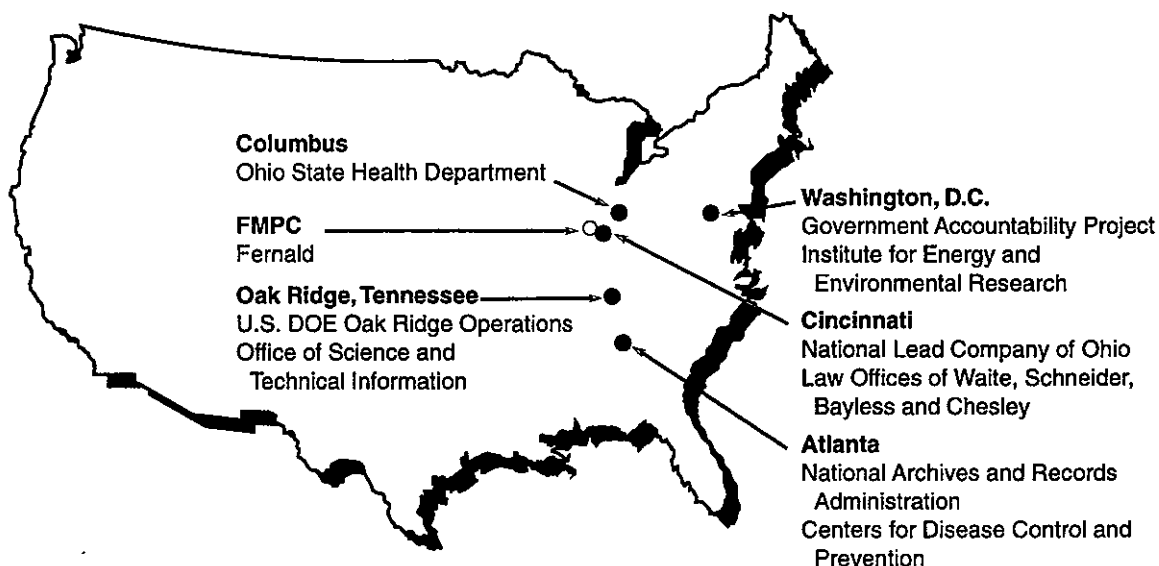 Columbus
Ohio State Health Department
FMPC
Fernald
Oak Ridge, Tennessee
U.S. DOE Oak Ridge Operations
Office of Science and
Technical Information
Washington, D.C.
Government Accountability Project
Institute for Energy and
Environmental Research
Cincinnati
National Lead Company of Ohio
Law Offices of Waite, Schneider,
Bayless and Chesley
Atlanta
National Archives and Records
Administration
Centers for Disease Control and
Prevention